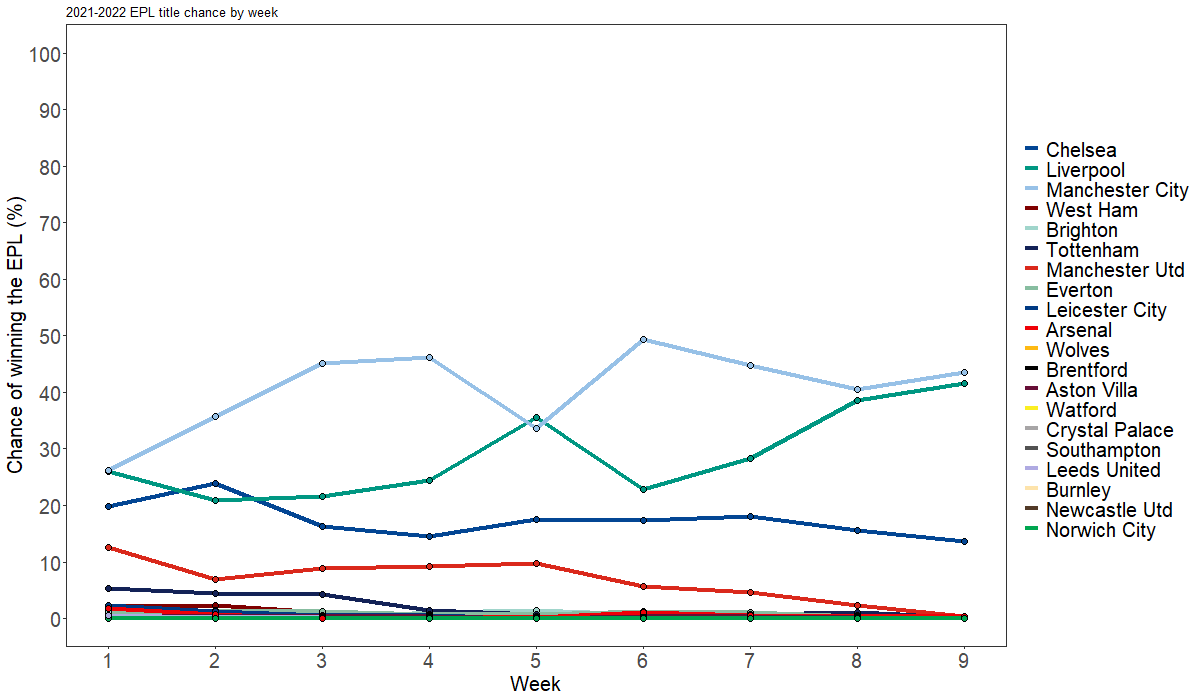 2021-2022 EPL title chance by week
Chance of winning the EPL (%)
100
90
80
70
60
50
40
30
20
10
0
1 2 3 4 5 6 7 8 9
Week
Chelsea
Liverpool
Manchester City
West Ham
Brighton
Tottenham
Manchester Utd
Everton
Leicester City
Arsenal
Wolves
Brentford
Aston Villa
Watford
Crystal Palace
Southampton
Leeds United
Burnley
Newcastle Utd
Norwich City